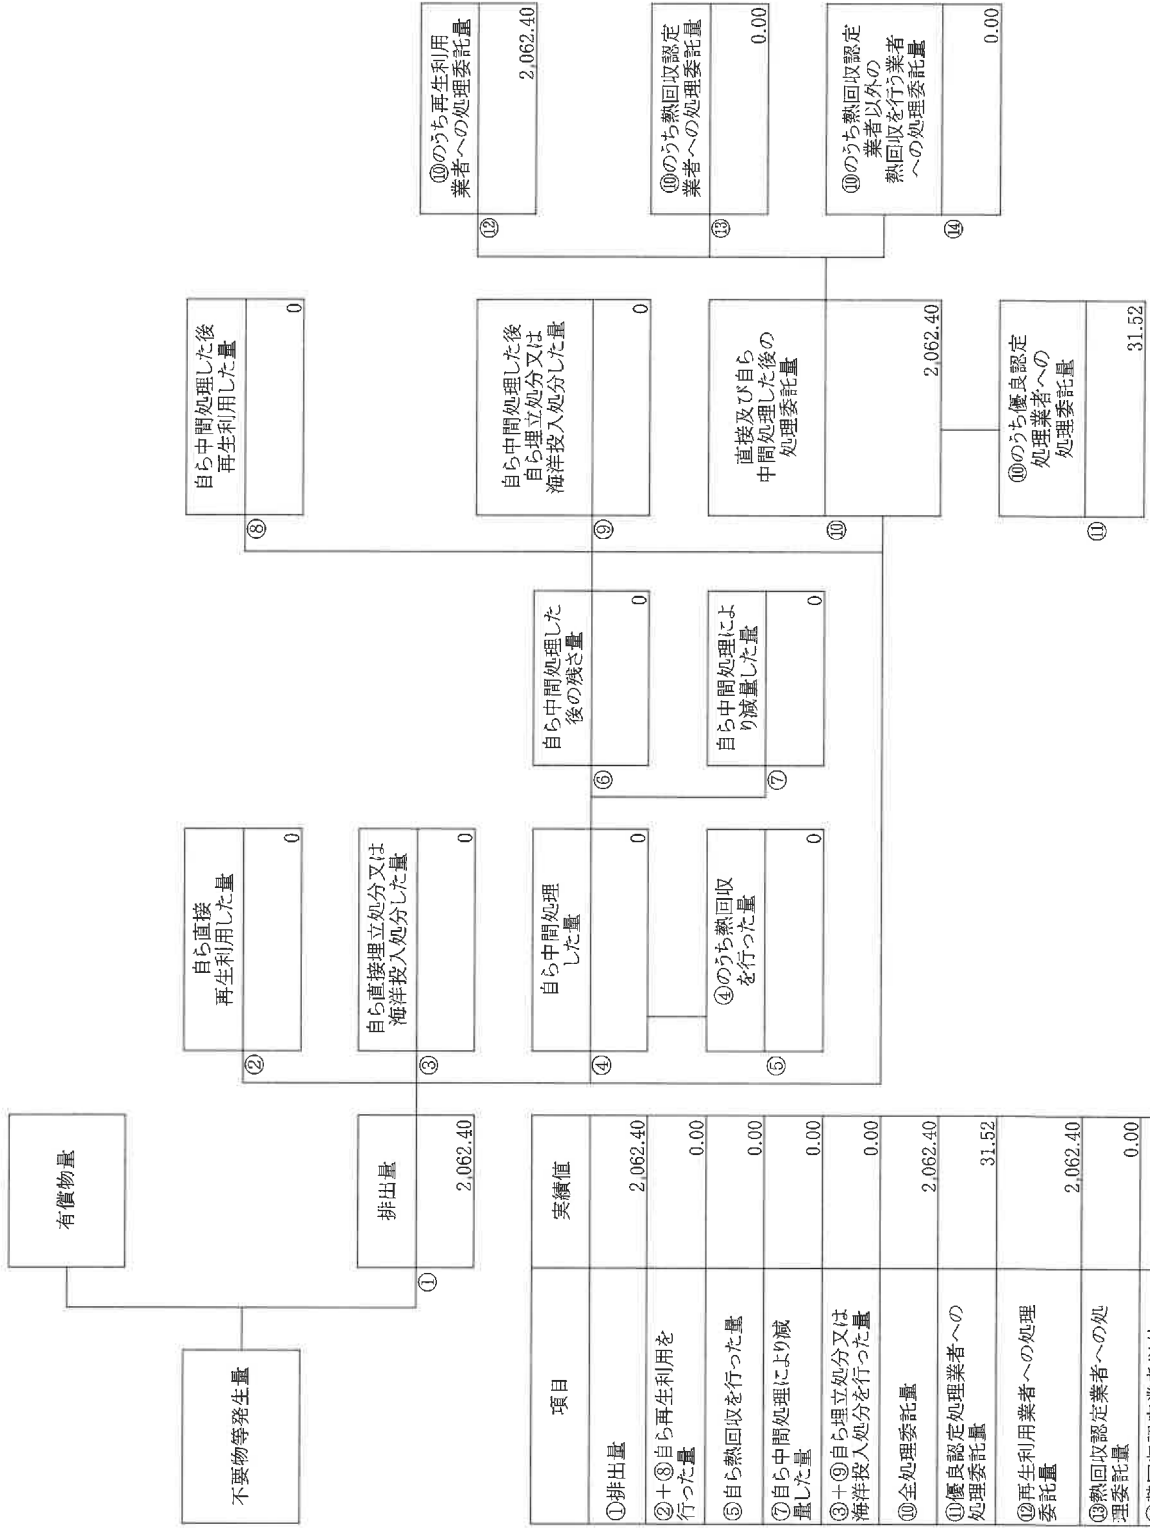 不要物等発生量
有償物量
①
排出量
2,062.40
②
自ら直接
再生利用した量
0
③
自ら直接埋立処分又は
海洋投入処分した量
0
④
自ら中間処理
した量
0
⑤
④のうち熱回収
を行った量
0
⑥
自ら中間処理した
後の残さ量
0
⑦
自ら中間処理によ
り減量した量
0
⑧
自ら中間処理した後
再生利用した量
0
⑨
自ら中間処理した後
自ら埋立処分又は
海洋投入処分した量
0
⑩
直接及び自ら
中間処理した後の
処理委託量
2,062.40
⑪
⑩のうち優良認定
処理業者への
処理委託量
31.52
⑫
⑩のうち再生利用
業者への処理委託量
2,062.40
⑬
⑩のうち熱回収認定
業者への処理委託量
0.00
⑭
⑩のうち熱回収認定
業者以外の
熱回収を行う業者
への処理委託量
0.00
項目
実績値
①排出量
2,062.40
②+⑧自ら再生利用を
行った量
0.00
⑤自ら熱回収を行った量
0.00
⑦自ら中間処理により減
量した量
0.00
③+⑨自ら埋立処分又は
海洋投入処分を行った量
0.00
⑩全処理委託量
2,062.40
⑪優良認定処理業者への
処理委託量
31.52
⑫再生利用業者への処理
委託量
2,062.40
⑬熱回収認定業者への処
理委託量
0.00